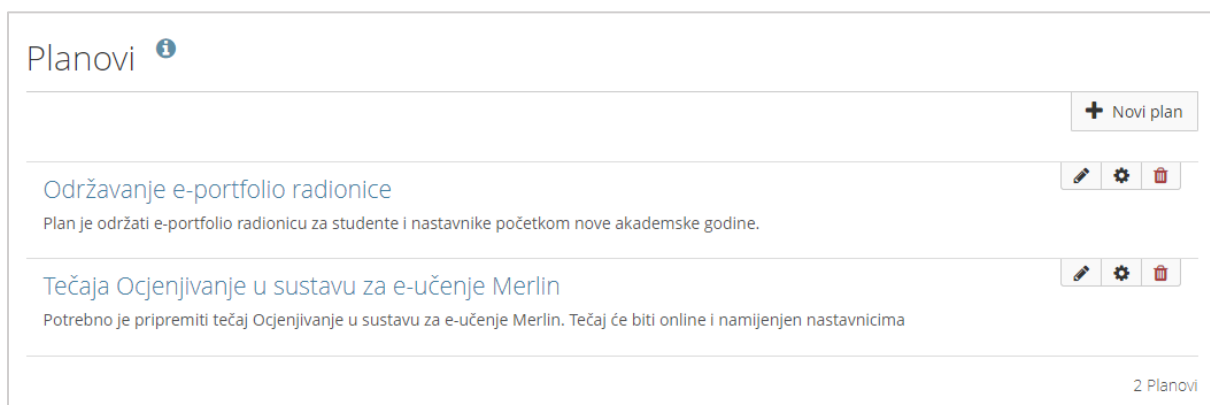 Planovi
Novi plan
Održavanje e-portfolio radionice
Plan je održati e-portfolio radionicu za studente i nastavnike početkom nove akademske godine.
Tečaja Ocjenjivanje u sustavu za e-učenje Merlin
Potrebno je pripremiti tečaj Ocjenjivanje u sustavu za e-učenje Merlin. Tečaj će biti online i namijenjen nastavnicima
2 Planovi